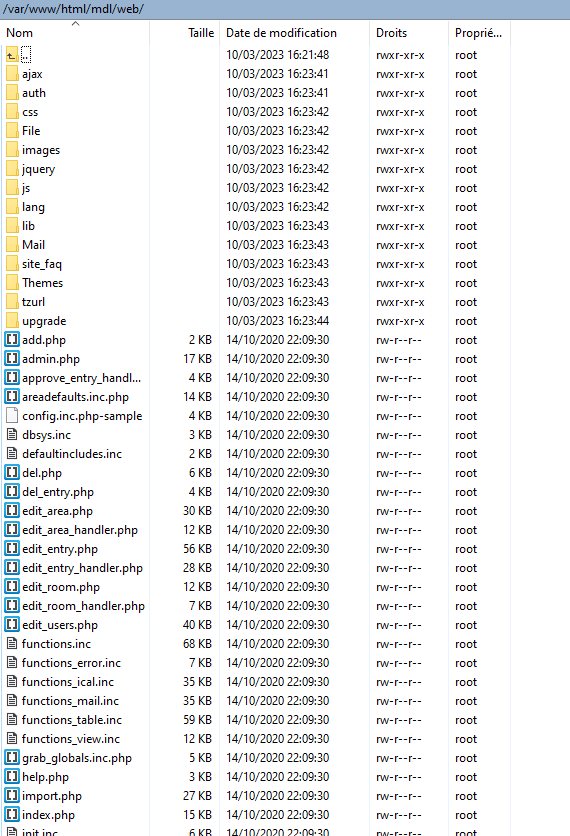 /var/www/html/mdl/web/
Nom Taille Date de modification Droits Proprié...
.. 10/03/2023 16:21:48 rwxr-xr-x root
ajax 10/03/2023 16:23:41 rwxr-xr-x root
auth 10/03/2023 16:23:41 rwxr-xr-x root
css 10/03/2023 16:23:42 rwxr-xr-x root
File 10/03/2023 16:23:42 rwxr-xr-x root
images 10/03/2023 16:23:42 rwxr-xr-x root
jquery 10/03/2023 16:23:42 rwxr-xr-x root
js 10/03/2023 16:23:42 rwxr-xr-x root
lang 10/03/2023 16:23:42 rwxr-xr-x root
lib 10/03/2023 16:23:43 rwxr-xr-x root
Mail 10/03/2023 16:23:43 rwxr-xr-x root
site_faq 10/03/2023 16:23:43 rwxr-xr-x root
Themes 10/03/2023 16:23:43 rwxr-xr-x root
tzurl 10/03/2023 16:23:43 rwxr-xr-x root
upgrade 10/03/2023 16:23:44 rwxr-xr-x root
add.php 2 KB 14/10/2020 22:09:30 rw-r--r-- root
admin.php 17 KB 14/10/2020 22:09:30 rw-r--r-- root
approve_entry_handl... 4 KB 14/10/2020 22:09:30 rw-r--r-- root
areadefaults.inc.php 14 KB 14/10/2020 22:09:30 rw-r--r-- root
config.inc.php-sample 4 KB 14/10/2020 22:09:30 rw-r--r-- root
dbsys.inc 3 KB 14/10/2020 22:09:30 rw-r--r-- root
defaultincludes.inc 2 KB 14/10/2020 22:09:30 rw-r--r-- root
del.php 6 KB 14/10/2020 22:09:30 rw-r--r-- root
del_entry.php 4 KB 14/10/2020 22:09:30 rw-r--r-- root
edit_area.php 30 KB 14/10/2020 22:09:30 rw-r--r-- root
edit_area_handler.php 12 KB 14/10/2020 22:09:30 rw-r--r-- root
edit_entry.php 56 KB 14/10/2020 22:09:30 rw-r--r-- root
edit_entry_handler.php 28 KB 14/10/2020 22:09:30 rw-r--r-- root
edit_room.php 12 KB 14/10/2020 22:09:30 rw-r--r-- root
edit_room_handler.php 7 KB 14/10/2020 22:09:30 rw-r--r-- root
edit_users.php 40 KB 14/10/2020 22:09:30 rw-r--r-- root
functions.inc 68 KB 14/10/2020 22:09:30 rw-r--r-- root
functions_error.inc 7 KB 14/10/2020 22:09:30 rw-r--r-- root
functions_ical.inc 35 KB 14/10/2020 22:09:30 rw-r--r-- root
functions_mail.inc 35 KB 14/10/2020 22:09:30 rw-r--r-- root
functions_table.inc 59 KB 14/10/2020 22:09:30 rw-r--r-- root
functions_view.inc 12 KB 14/10/2020 22:09:30 rw-r--r-- root
grab_globals.inc.php 5 KB 14/10/2020 22:09:30 rw-r--r-- root
help.php 3 KB 14/10/2020 22:09:30 rw-r--r-- root
import.php 27 KB 14/10/2020 22:09:30 rw-r--r-- root
index.php 15 KB 14/10/2020 22:09:30 rw-r--r-- root
init.inc 6 KB 14/10/2020 22:09:30 rw-r--r-- root